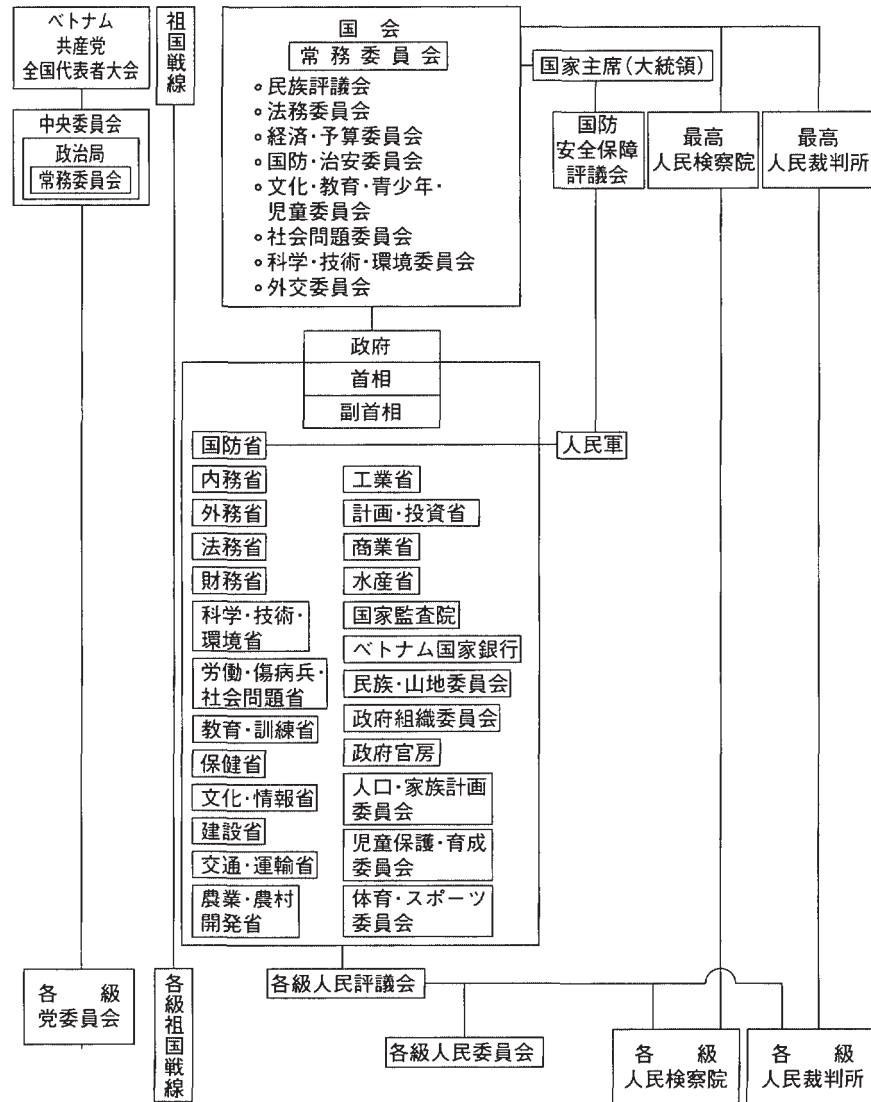 ベトナム
共産党
全国代表者大会
中央委員会
政治局
常務委員会
祖国戦線
国会
常務委員会
∘民族評議会
∘法務委員会
∘経済・予算委員会
∘国防・治安委員会
∘文化・教育・青少年・
児童委員会
∘社会問題委員会
∘科学・技術・環境委員会
∘外交委員会
国家主席(大統領)
国防
安全保障
評議会
最高
人民検察院
最高
人民裁判所
政府
首相
副首相
国防省
人民軍
内務省
外務省
法務省
財務省
科学・技術・
環境省
労働・傷病兵・
社会問題省
教育・訓練省
保健省
文化・情報省
建設省
交通・運輸省
農業・農村
開発省
工業省
計画・投資省
商業省
水産省
国家監査院
ベトナム国家銀行
民族・山地委員会
政府組織委員会
政府官房
人口・家族計画
委員会
児童保護・育成
委員会
体育・スポーツ
委員会
各級
党委員会
各級祖国戦線
各級人民評議会
各級人民委員会
各級
人民検察院
各級
人民裁判所